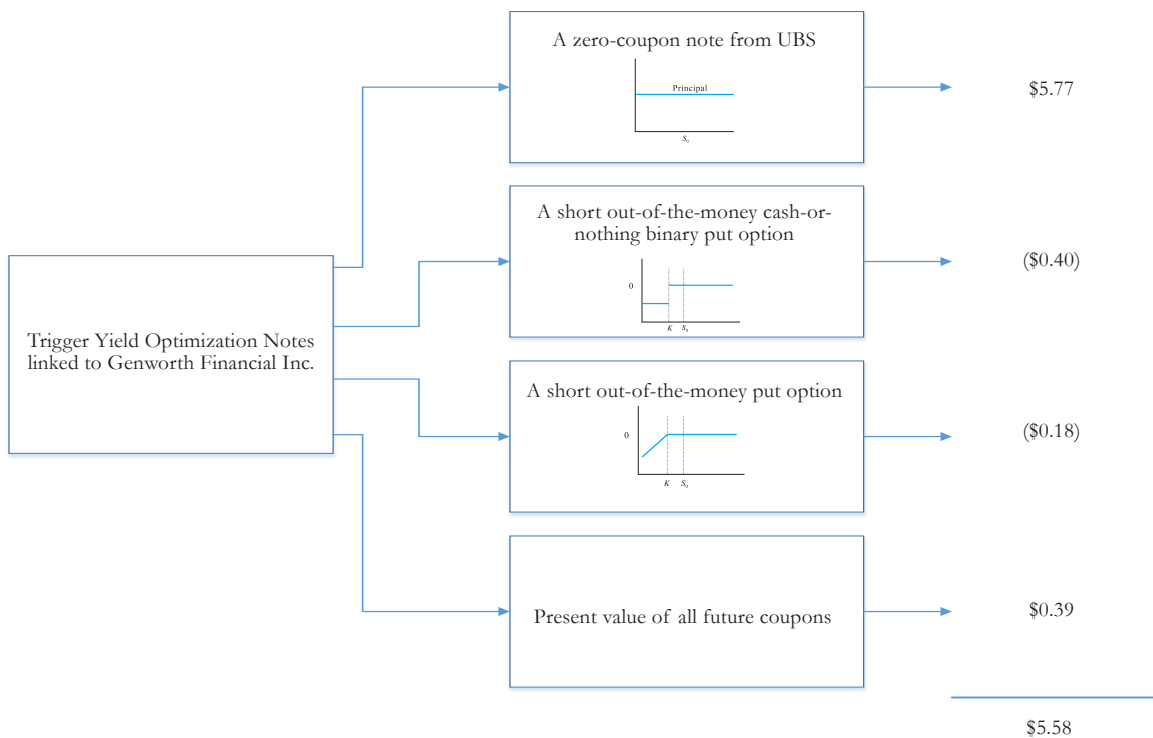 A zero-coupon note from UBS
Principal
S0
$5.77
A short out-of-the-money cash-or-
nothing binary put option
0
K S0
($0.40)
Trigger Yield Optimization Notes
linked to Genworth Financial Inc.
A short out-of-the-money put option
0
K S0
($0.18)
Present value of all future coupons
$0.39
$5.58